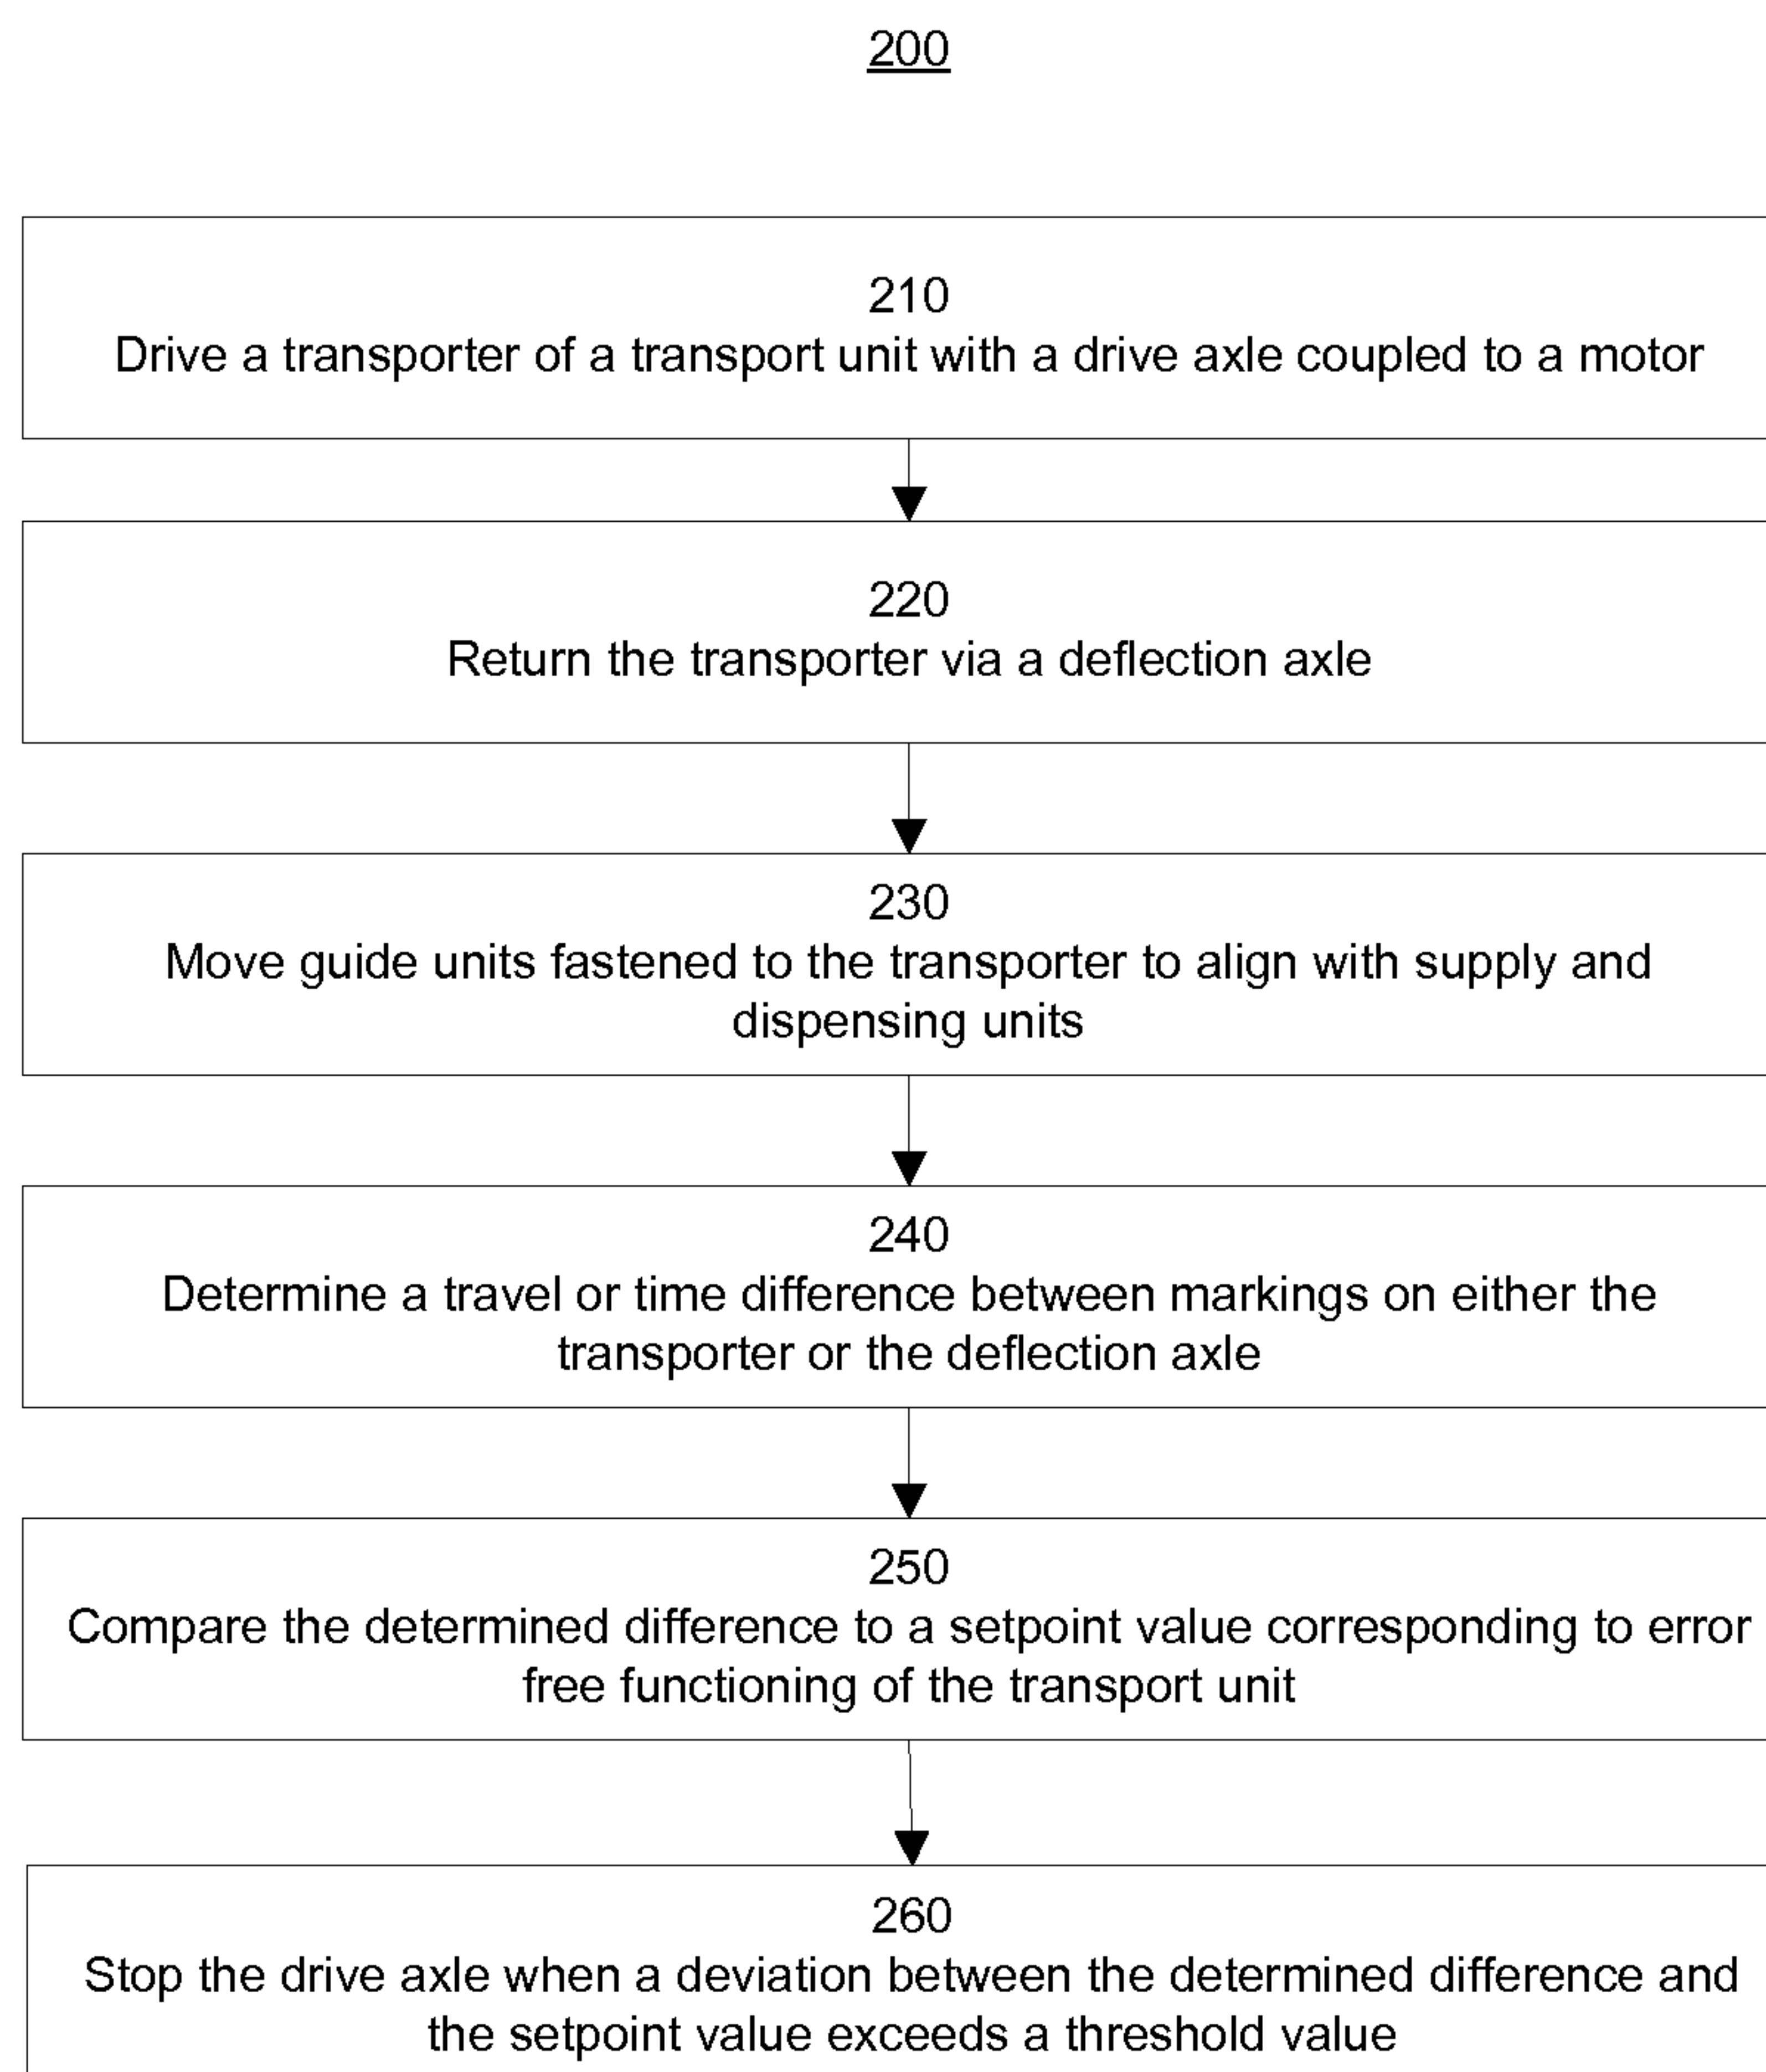 200
210
Drive a transporter of a transport unit with a drive axle coupled to a motor
220
Return the transporter via a deflection axle
230
Move guide units fastened to the transporter to align with supply and
dispensing units
240
Determine a travel or time difference between markings on either the
transporter or the deflection axle
250
Compare the determined difference to a setpoint value corresponding to error
free functioning of the transport unit
260
Stop the drive axle when a deviation between the determined difference and
the setpoint value exceeds a threshold value